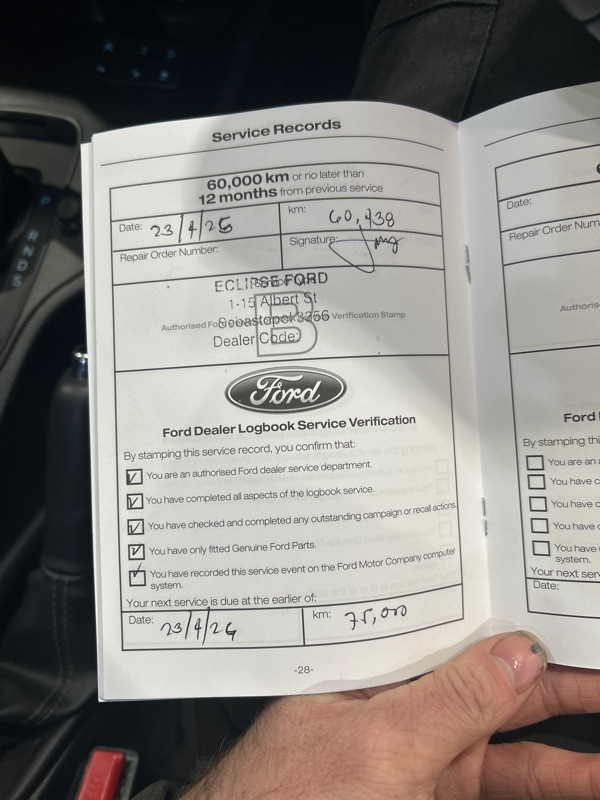 Service Records
60,000 km or no later than
12 months from previous service
Date: 23/4/25
km: 60,438
Repair Order Number:
Signature:
ECLIPSE FORD
1-15 Albert St
Authorised Fo Verification Stamp
Sebastopol 3356
Dealer Code:
B
Ford
Ford Dealer Logbook Service Verification
By stamping this service record, you confirm that:
You are an authorised Ford dealer service department.
You have completed all aspects of the logbook service.
You have checked and completed any outstanding campaign or recall actions
You have only fitted Genuine Ford Parts.
You have recorded this service event on the Ford Motor Company computer
system.
Your next service is due at the earlier of:
Date: 23/4/26
km: 75,000
-28-
Date:
Repair Order Num
Authoris
Ford
By stamping thi
You are an
You have c
You have c
You have
You have
system.
Your next serv
Date: